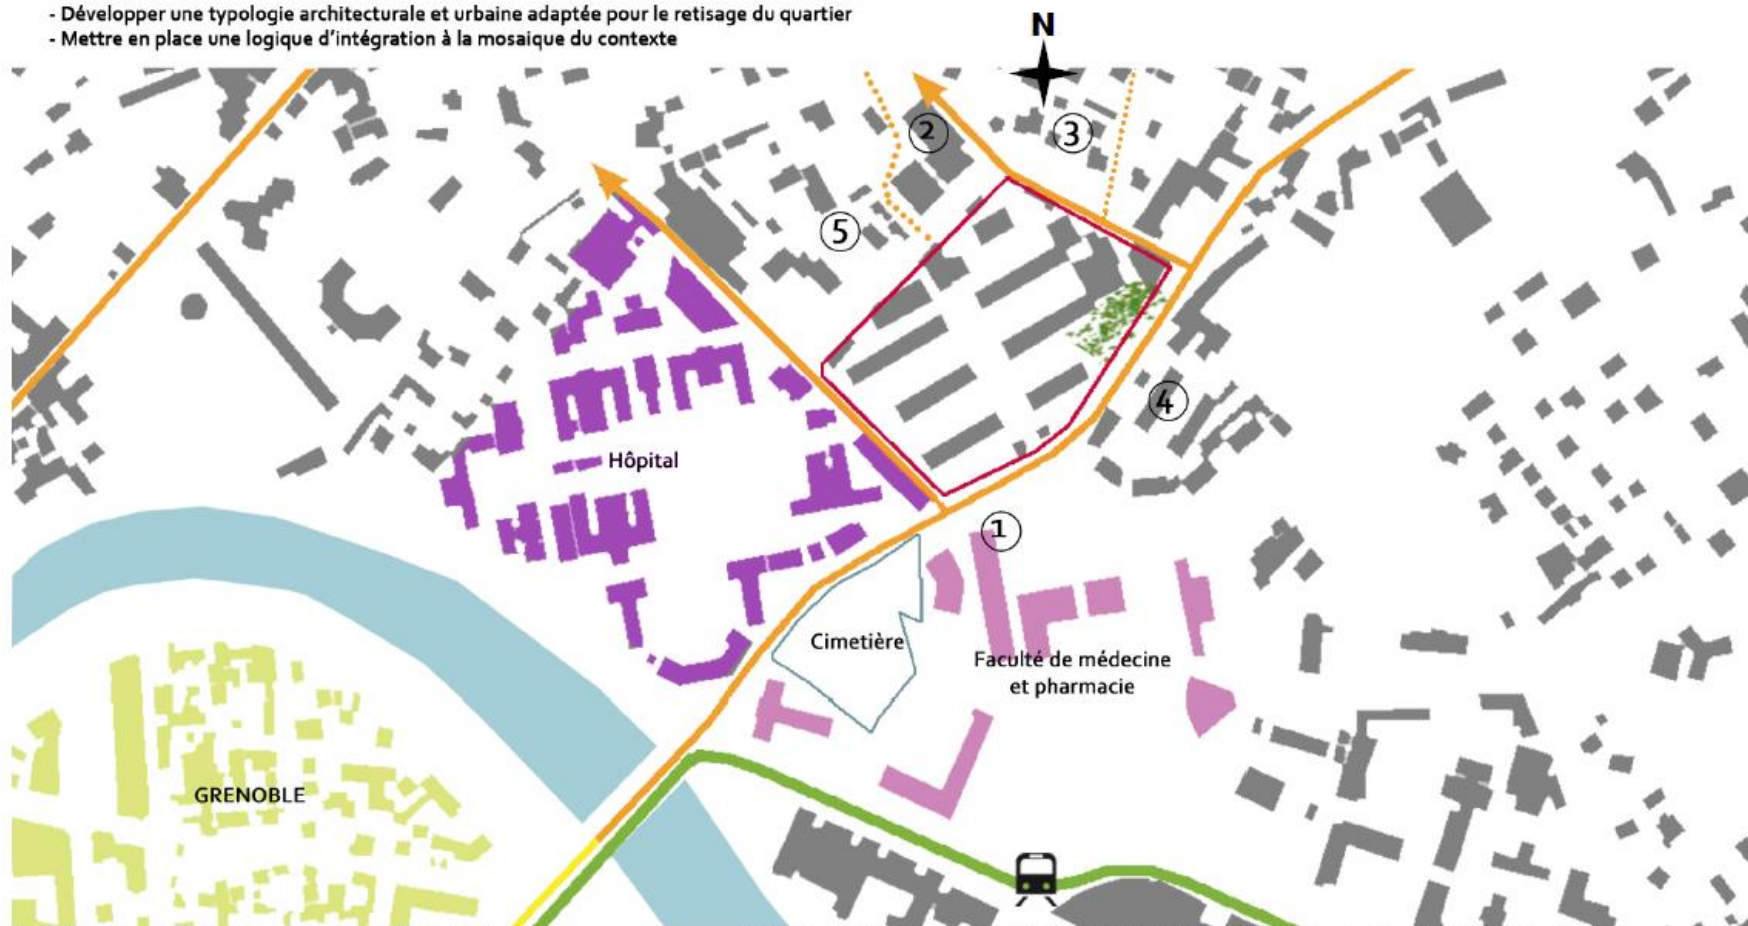 - Développer une typologie architecturale et urbaine adaptée pour le retisage du quartier
- Mettre en place une logique d'intégration à la mosaique du contexte
N
2
3
5
4
Hôpital
1
Cimetière
Faculté de médecine
et pharmacie
GRENOBLE